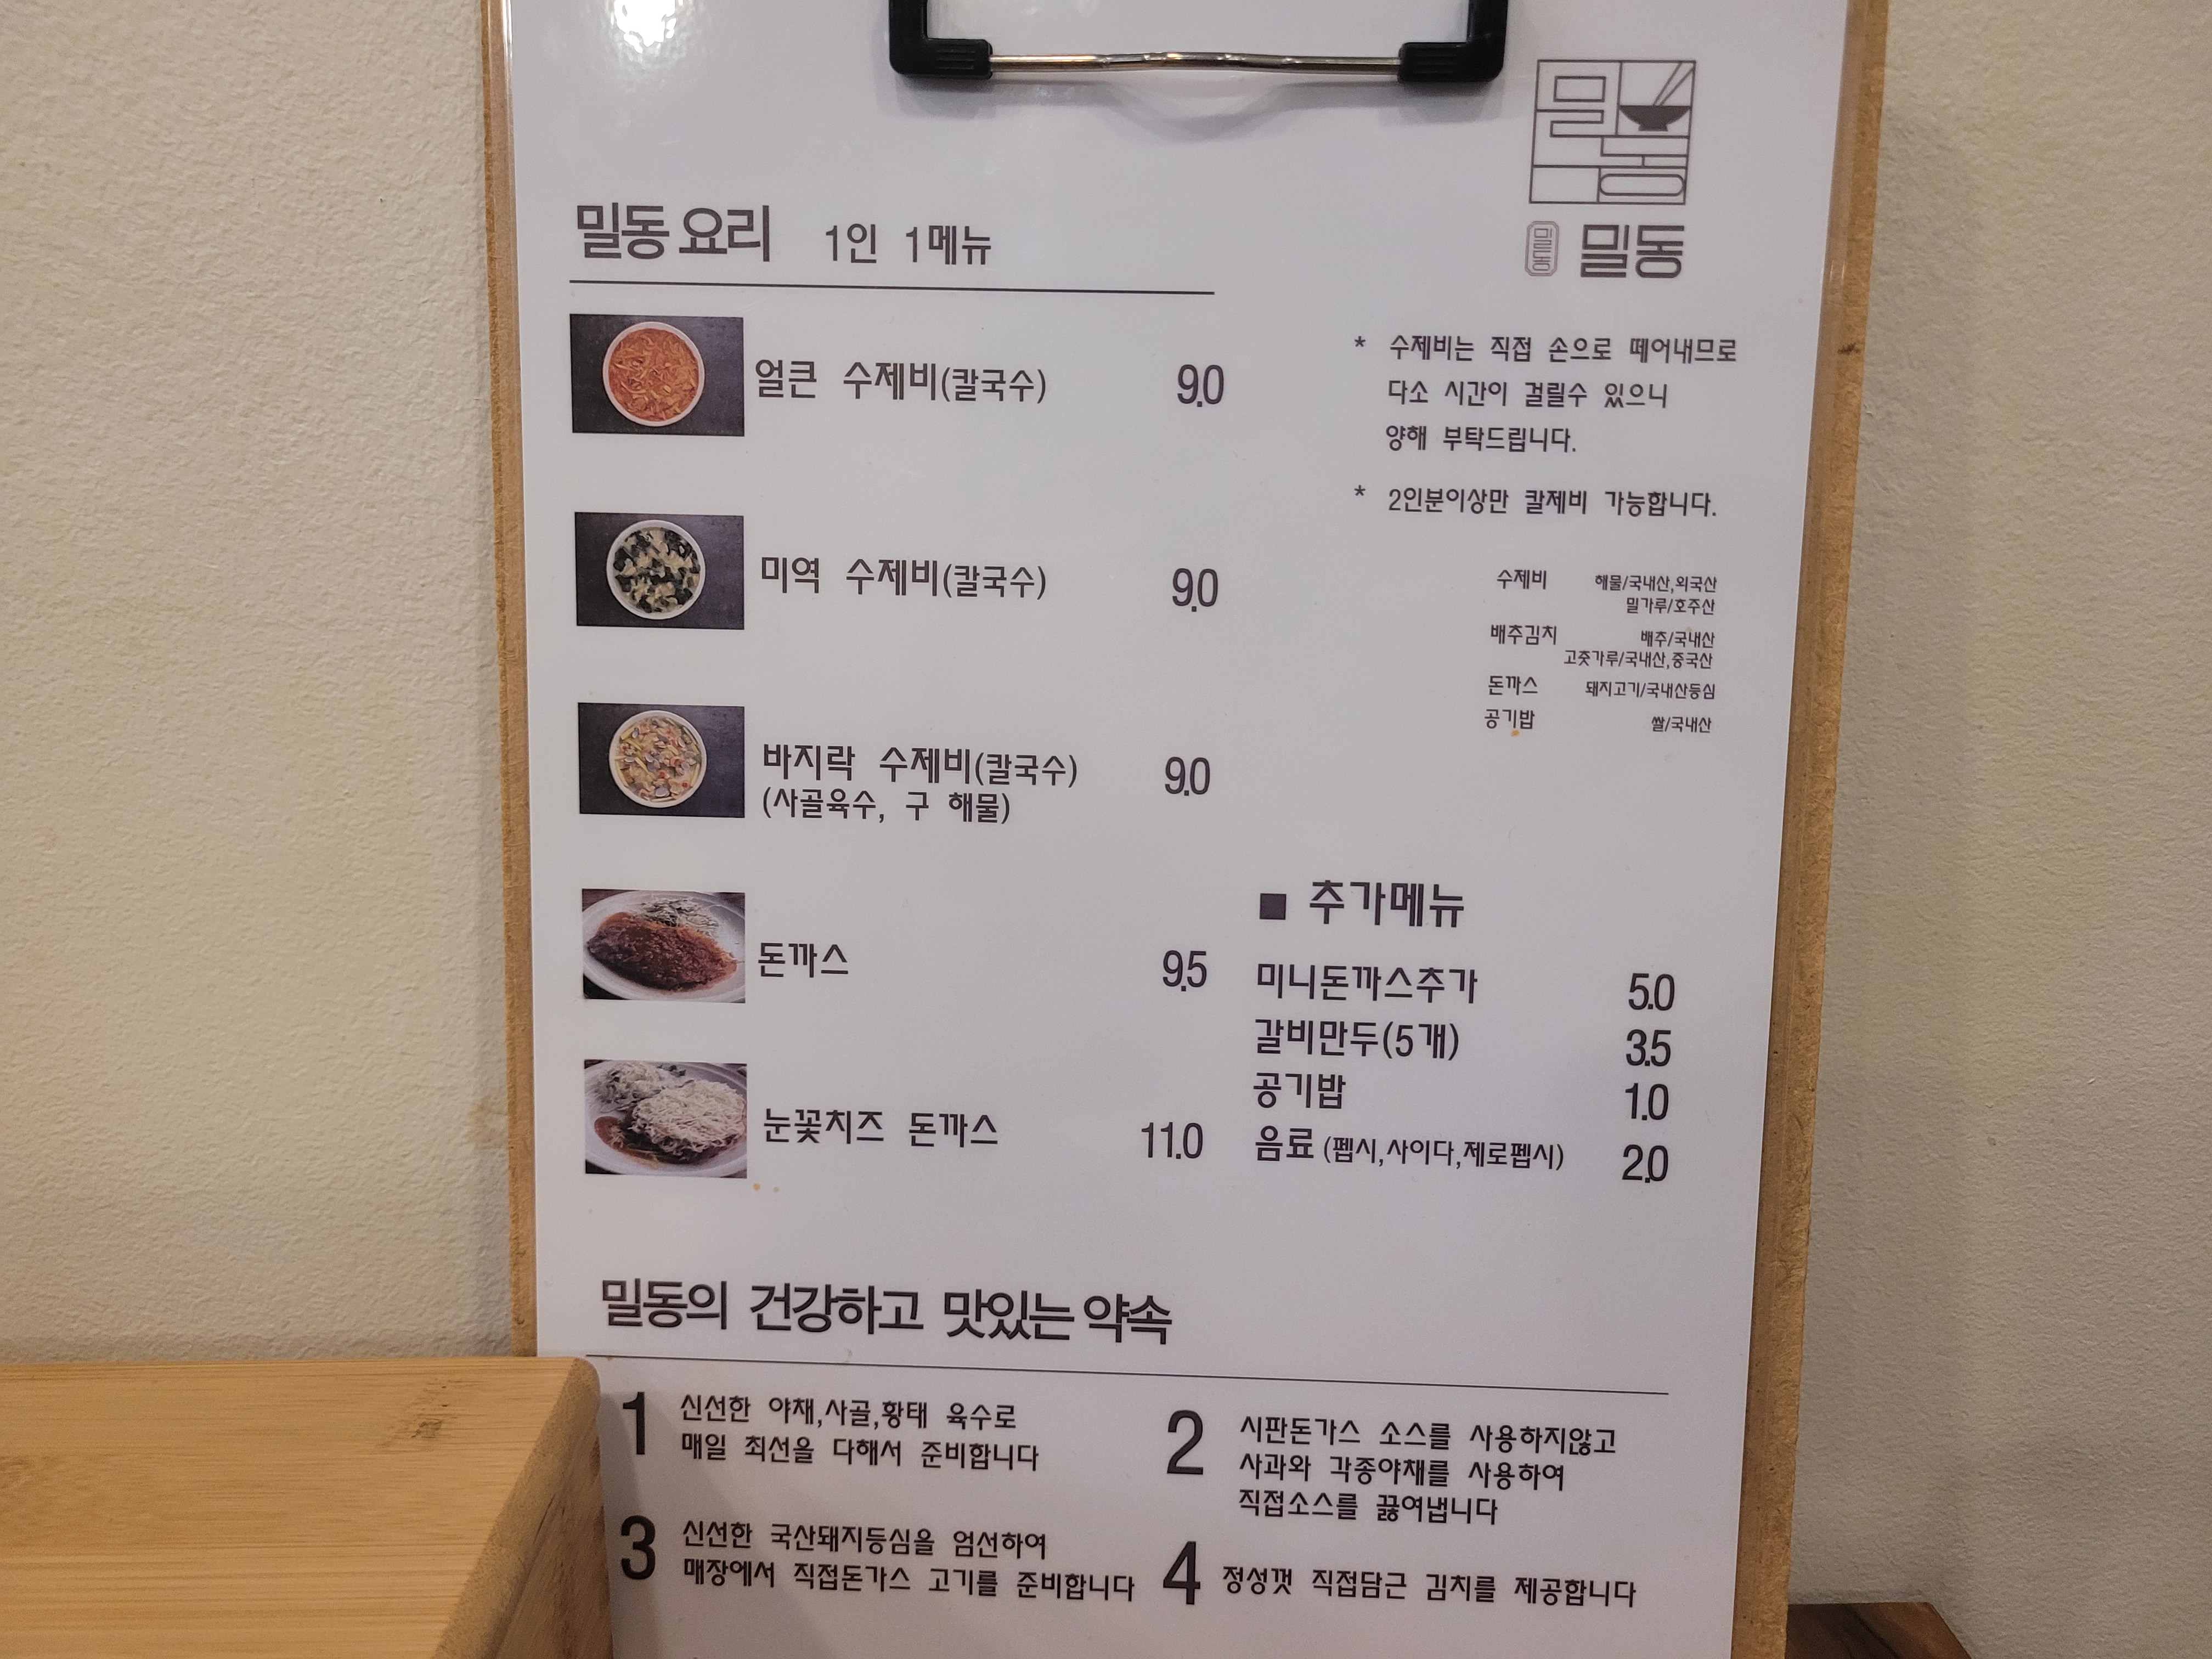 밀동
밀동 밀동
밀동 요리 1인 1메뉴
얼큰 수제비(칼국수) 9.0
미역 수제비(칼국수) 9.0
바지락 수제비(칼국수) 9.0
(사골육수, 구 해물)
돈까스 9.5
눈꽃치즈 돈까스 11.0
* 수제비는 직접 손으로 떼어내므로
다소 시간이 걸릴수 있으니
양해 부탁드립니다.
* 2인분이상만 칼제비 가능합니다.
수제비 해물/국내산,외국산
밀가루/호주산
배추김치 배추/국내산
고춧가루/국내산,중국산
돈까스 돼지고기/국내산등심
공기밥 쌀/국내산
■ 추가메뉴
미니돈까스추가 5.0
갈비만두(5개) 3.5
공기밥 1.0
음료 (펩시,사이다,제로펩시) 2.0
밀동의 건강하고 맛있는 약속
1 신선한 야채,사골,황태 육수로
매일 최선을 다해서 준비합니다
2 시판돈가스 소스를 사용하지않고
사과와 각종야채를 사용하여
직접소스를 끓여냅니다
3 신선한 국산돼지등심을 엄선하여
매장에서 직접돈가스 고기를 준비합니다
4 정성껏 직접담근 김치를 제공합니다